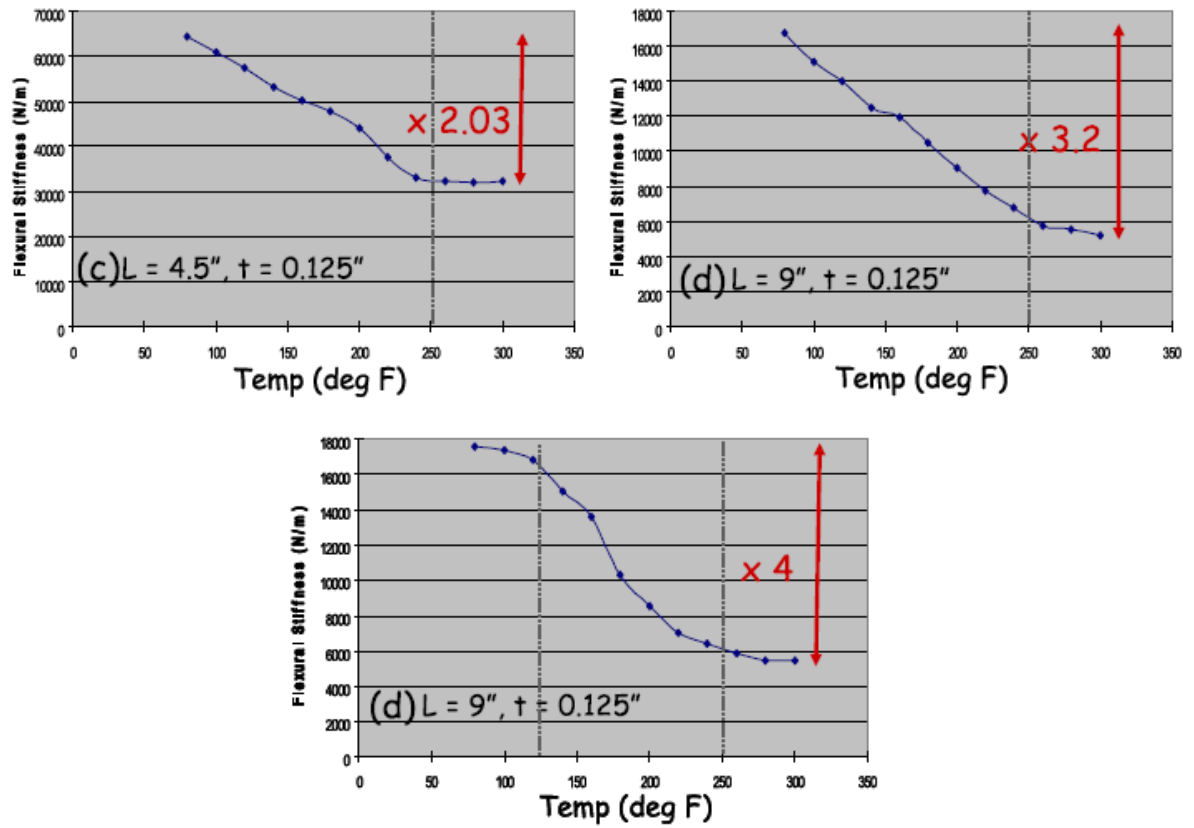 Flexural Stiffness (N/m)
70000
60000
50000
40000
30000
20000
10000
0
0 50 100 150 200 250 300 350
Temp (deg F)
x 2.03
(c) L = 4.5", t = 0.125"
Flexural Stiffness (N/m)
18000
16000
14000
12000
10000
8000
6000
4000
2000
0
0 50 100 150 200 250 300 350
Temp (deg F)
x 3.2
(d) L = 9", t = 0.125"
Flexural Stiffness (N/m)
18000
16000
14000
12000
10000
8000
6000
4000
2000
0
0 50 100 150 200 250 300 350
Temp (deg F)
x 4
(d) L = 9", t = 0.125"